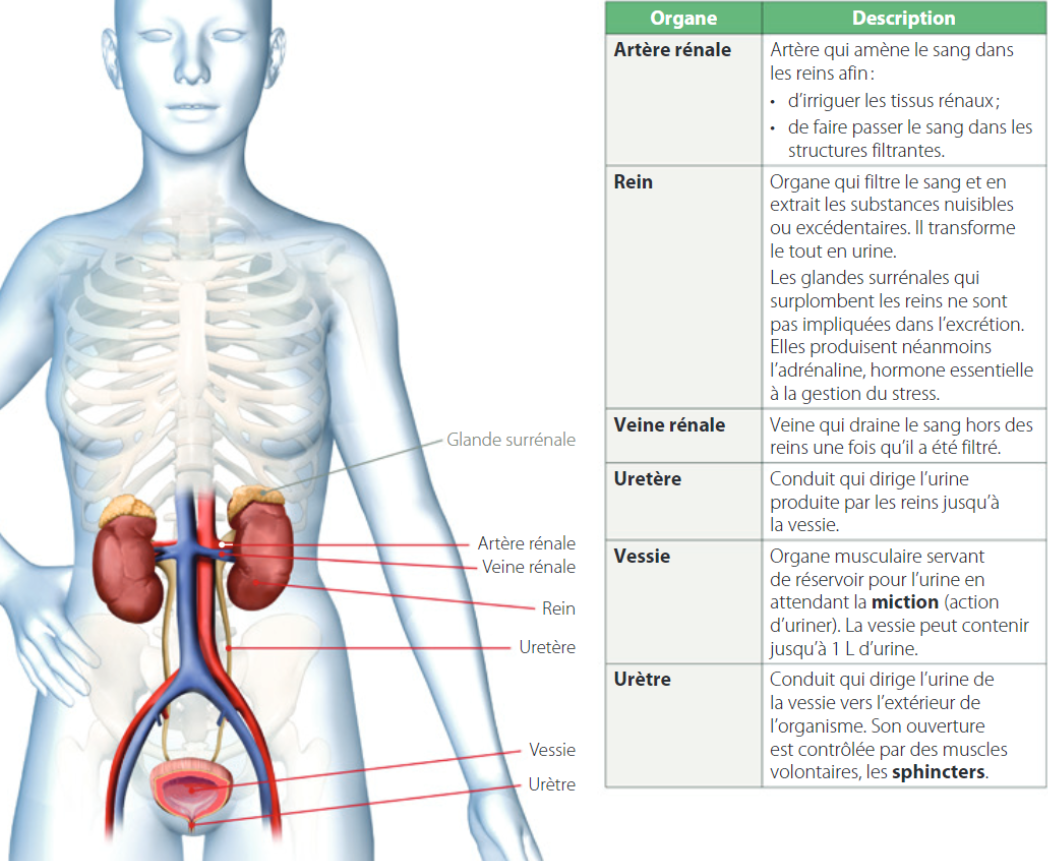 Glande surrénale
Artère rénale
Veine rénale
Rein
Uretère
Vessie
Urètre
Organe
Description
Artère rénale
Artère qui amène le sang dans
les reins afin :
• d’irriguer les tissus rénaux ;
• de faire passer le sang dans les
structures filtrantes.
Rein
Organe qui filtre le sang et en
extrait les substances nuisibles
ou excédentaires. Il transforme
le tout en urine.
Les glandes surrénales qui
surplombent les reins ne sont
pas impliquées dans l’excrétion.
Elles produisent néanmoins
l’adrénaline, hormone essentielle
à la gestion du stress.
Veine rénale
Veine qui draine le sang hors des
reins une fois qu’il a été filtré.
Uretère
Conduit qui dirige l’urine
produite par les reins jusqu’à
la vessie.
Vessie
Organe musculaire servant
de réservoir pour l’urine en
attendant la miction (action
d’uriner). La vessie peut contenir
jusqu’à 1 L d’urine.
Urètre
Conduit qui dirige l’urine de
la vessie vers l’extérieur de
l’organisme. Son ouverture
est contrôlée par des muscles
volontaires, les sphincters.